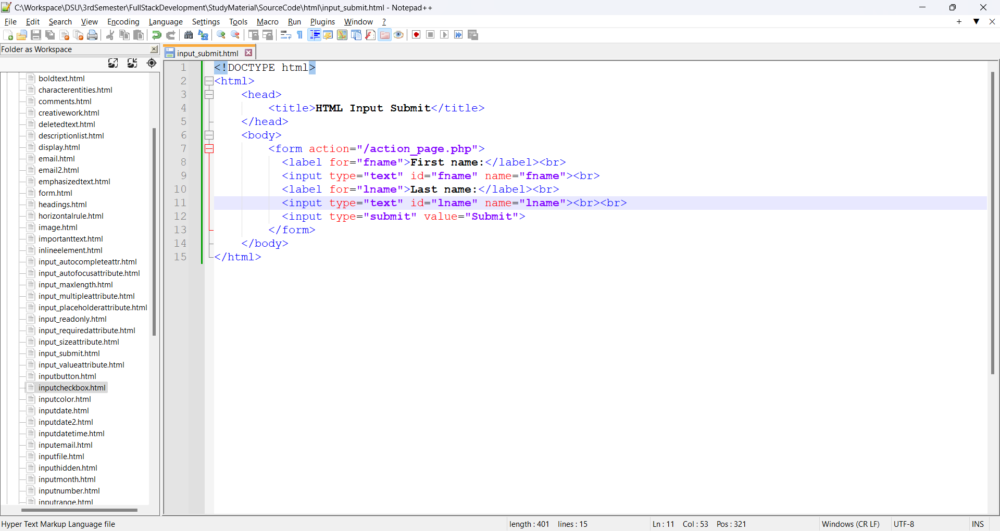 C:\Workspace\DSU\3rdSemester\FullStackDevelopment\StudyMaterial\SourceCode\html\input_submit.html - Notepad++
File Edit Search View Encoding Language Settings Tools Macro Run Plugins Window ?
Folder as Workspace
input_submit.html
boldtext.html
characterentities.html
comments.html
creativework.html
deletedtext.html
descriptionlist.html
display.html
email.html
email2.html
emphasizedtext.html
form.html
headings.html
horizontalrule.html
image.html
importanttext.html
inlineelement.html
input_autocompleteattr.html
input_autofocusattribute.html
input_maxlength.html
input_multipleattribute.html
input_placeholderattribute.html
input_readonly.html
input_requiredattribute.html
input_sizeattribute.html
input_submit.html
input_valueattribute.html
inputbutton.html
inputcheckbox.html
inputcolor.html
inputdate.html
inputdate2.html
inputdatetime.html
inputemail.html
inputfile.html
inputhidden.html
inputmonth.html
inputnumber.html
inputrange.html
1 <!DOCTYPE html>
2 <html>
3 <head>
4 <title>HTML Input Submit</title>
5 </head>
6 <body>
7 <form action="/action_page.php">
8 <label for="fname">First name:</label><br>
9 <input type="text" id="fname" name="fname"><br>
10 <label for="lname">Last name:</label><br>
11 <input type="text" id="lname" name="lname"><br><br>
12 <input type="submit" value="Submit">
13 </form>
14 </body>
15 </html>
Hyper Text Markup Language file length : 401 lines : 15 Ln : 11 Col : 53 Pos : 321 Windows (CR LF) UTF-8 INS